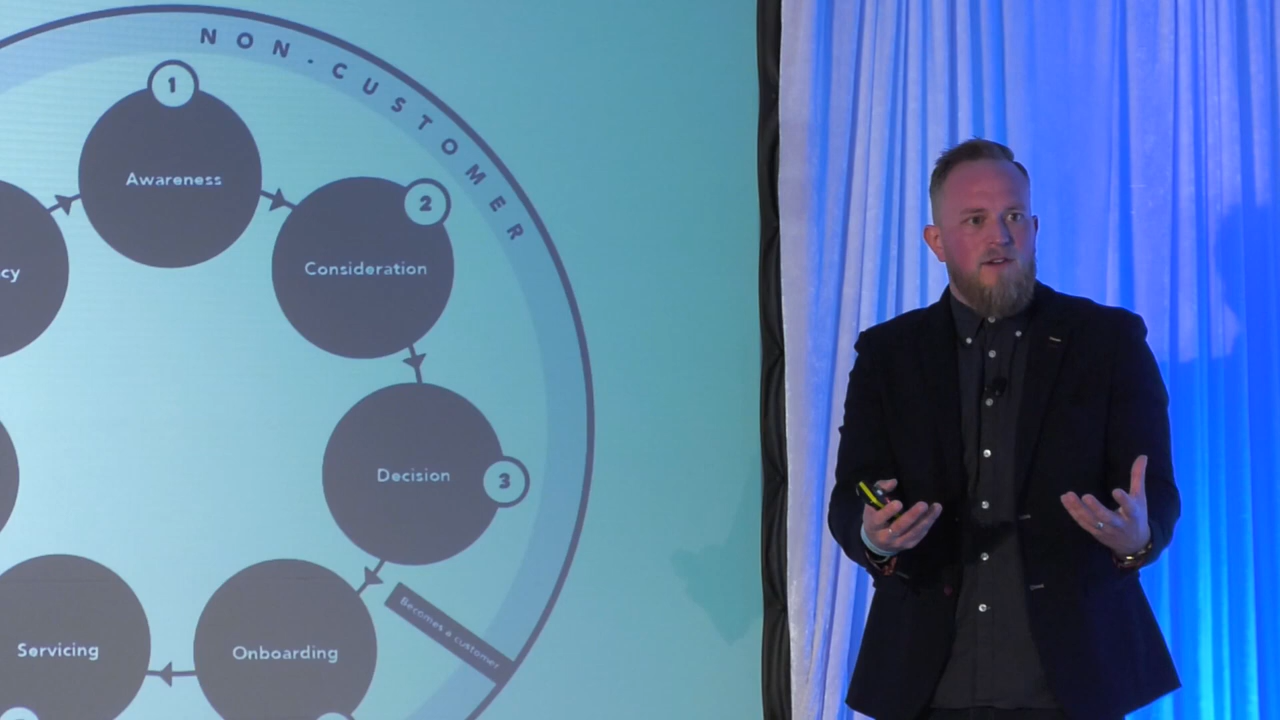 NON-CUSTOMER
1
Awareness
2
Consideration
cy
Decision
3
Becomes a customer
Servicing
Onboarding